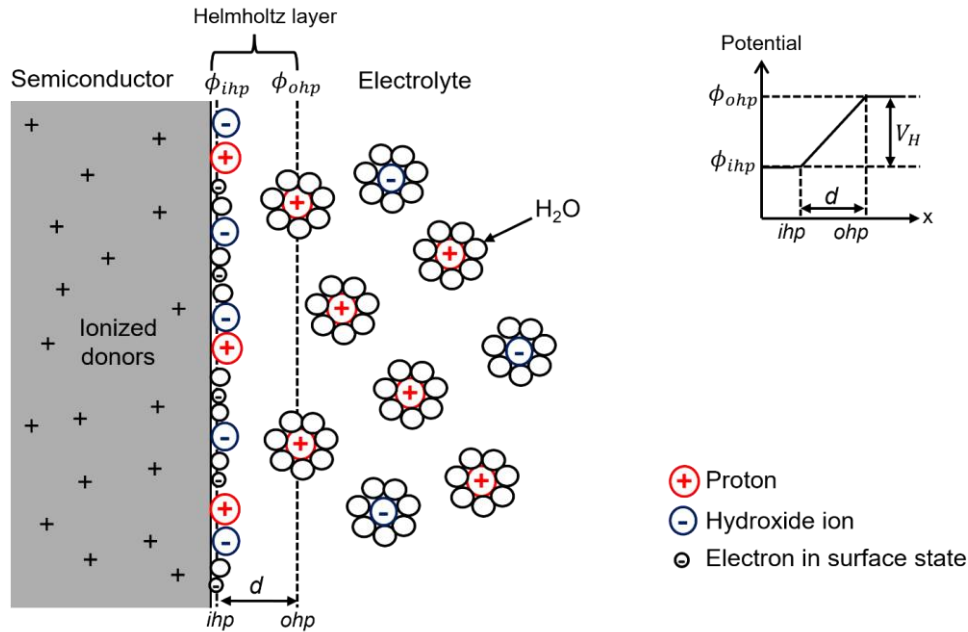 Helmholtz layer
Semiconductor
ϕihp
ϕohp
Electrolyte
H2O
Ionized
donors
d
ihp
ohp
Potential
ϕohp
ϕihp
VH
d
ihp
ohp
x
+ Proton
- Hydroxide ion
- Electron in surface state